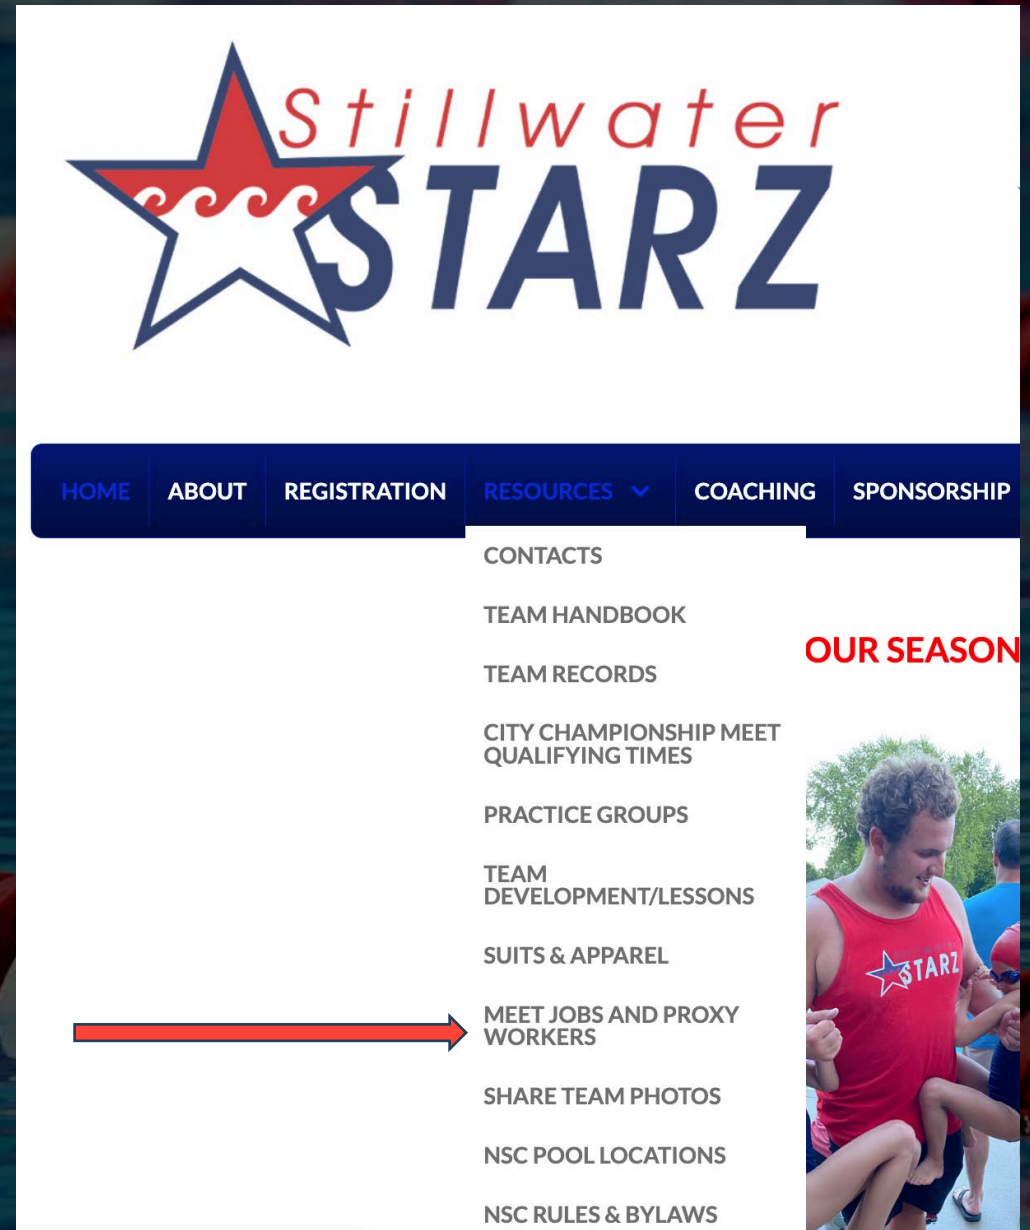 Stillwater
STARZ
HOME ABOUT REGISTRATION RESOURCES COACHING SPONSORSHIP
CONTACTS
TEAM HANDBOOK
OUR SEASON
TEAM RECORDS
CITY CHAMPIONSHIP MEET
QUALIFYING TIMES
PRACTICE GROUPS
TEAM
DEVELOPMENT/LESSONS
SUITS & APPAREL
STARZ
MEET JOBS AND PROXY
WORKERS
SHARE TEAM PHOTOS
NSC POOL LOCATIONS
NSC RULES & BYLAWS